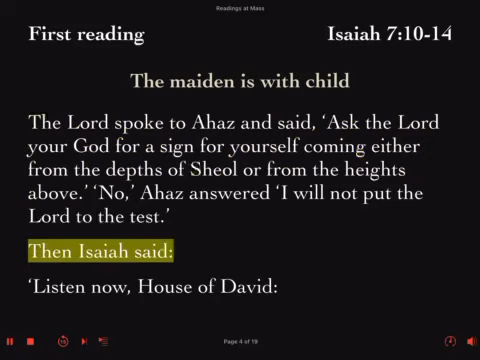 Readings at Mass
First reading Isaiah 7:10-14
The maiden is with child
The Lord spoke to Ahaz and said, ‘Ask the Lord
your God for a sign for yourself coming either
from the depths of Sheol or from the heights
above.’ ‘No,’ Ahaz answered ‘I will not put the
Lord to the test.’
Then Isaiah said:
‘Listen now, House of David:
Page 4 of 19